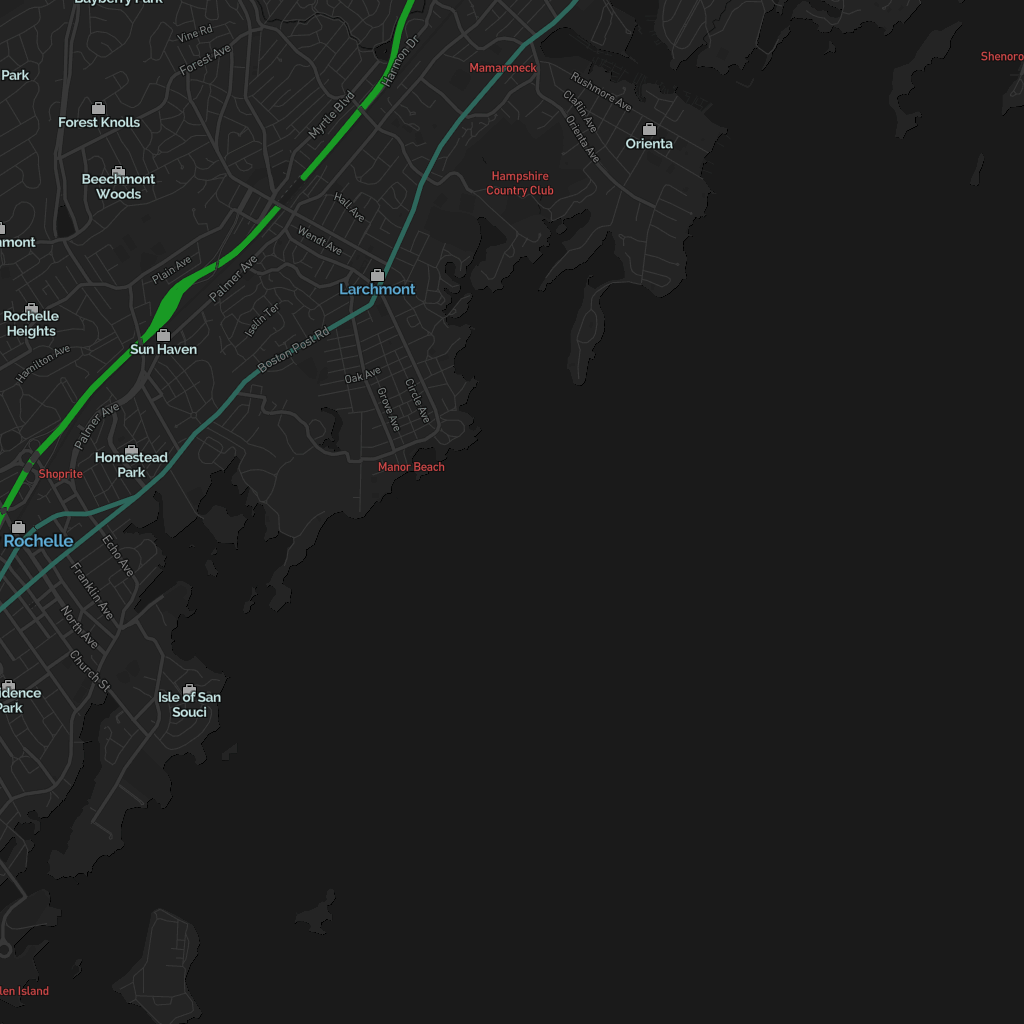 Bayberry Park
Vine Rd
Forest Ave
Harmon Dr
Mamaroneck
Shenoro
Park
Rushmore Ave
Myrtle Blvd
Claflin Ave
Forest Knolls
Orienta Ave
Orienta
Beechmont
Woods
Hampshire
Country Club
Hall Ave
Wendt Ave
mont
Plain Ave
Palmer Ave
Larchmont
Rochelle
Heights
Iselin Ter
Sun Haven
Boston Post Rd
Hamilton Ave
Oak Ave
Circle Ave
Grove Ave
Palmer Ave
Homestead
Park
Manor Beach
Shoprite
Rochelle
Echo Ave
Franklin Ave
North Ave
Church St
idence
Park
Isle of San
Souci
len Island